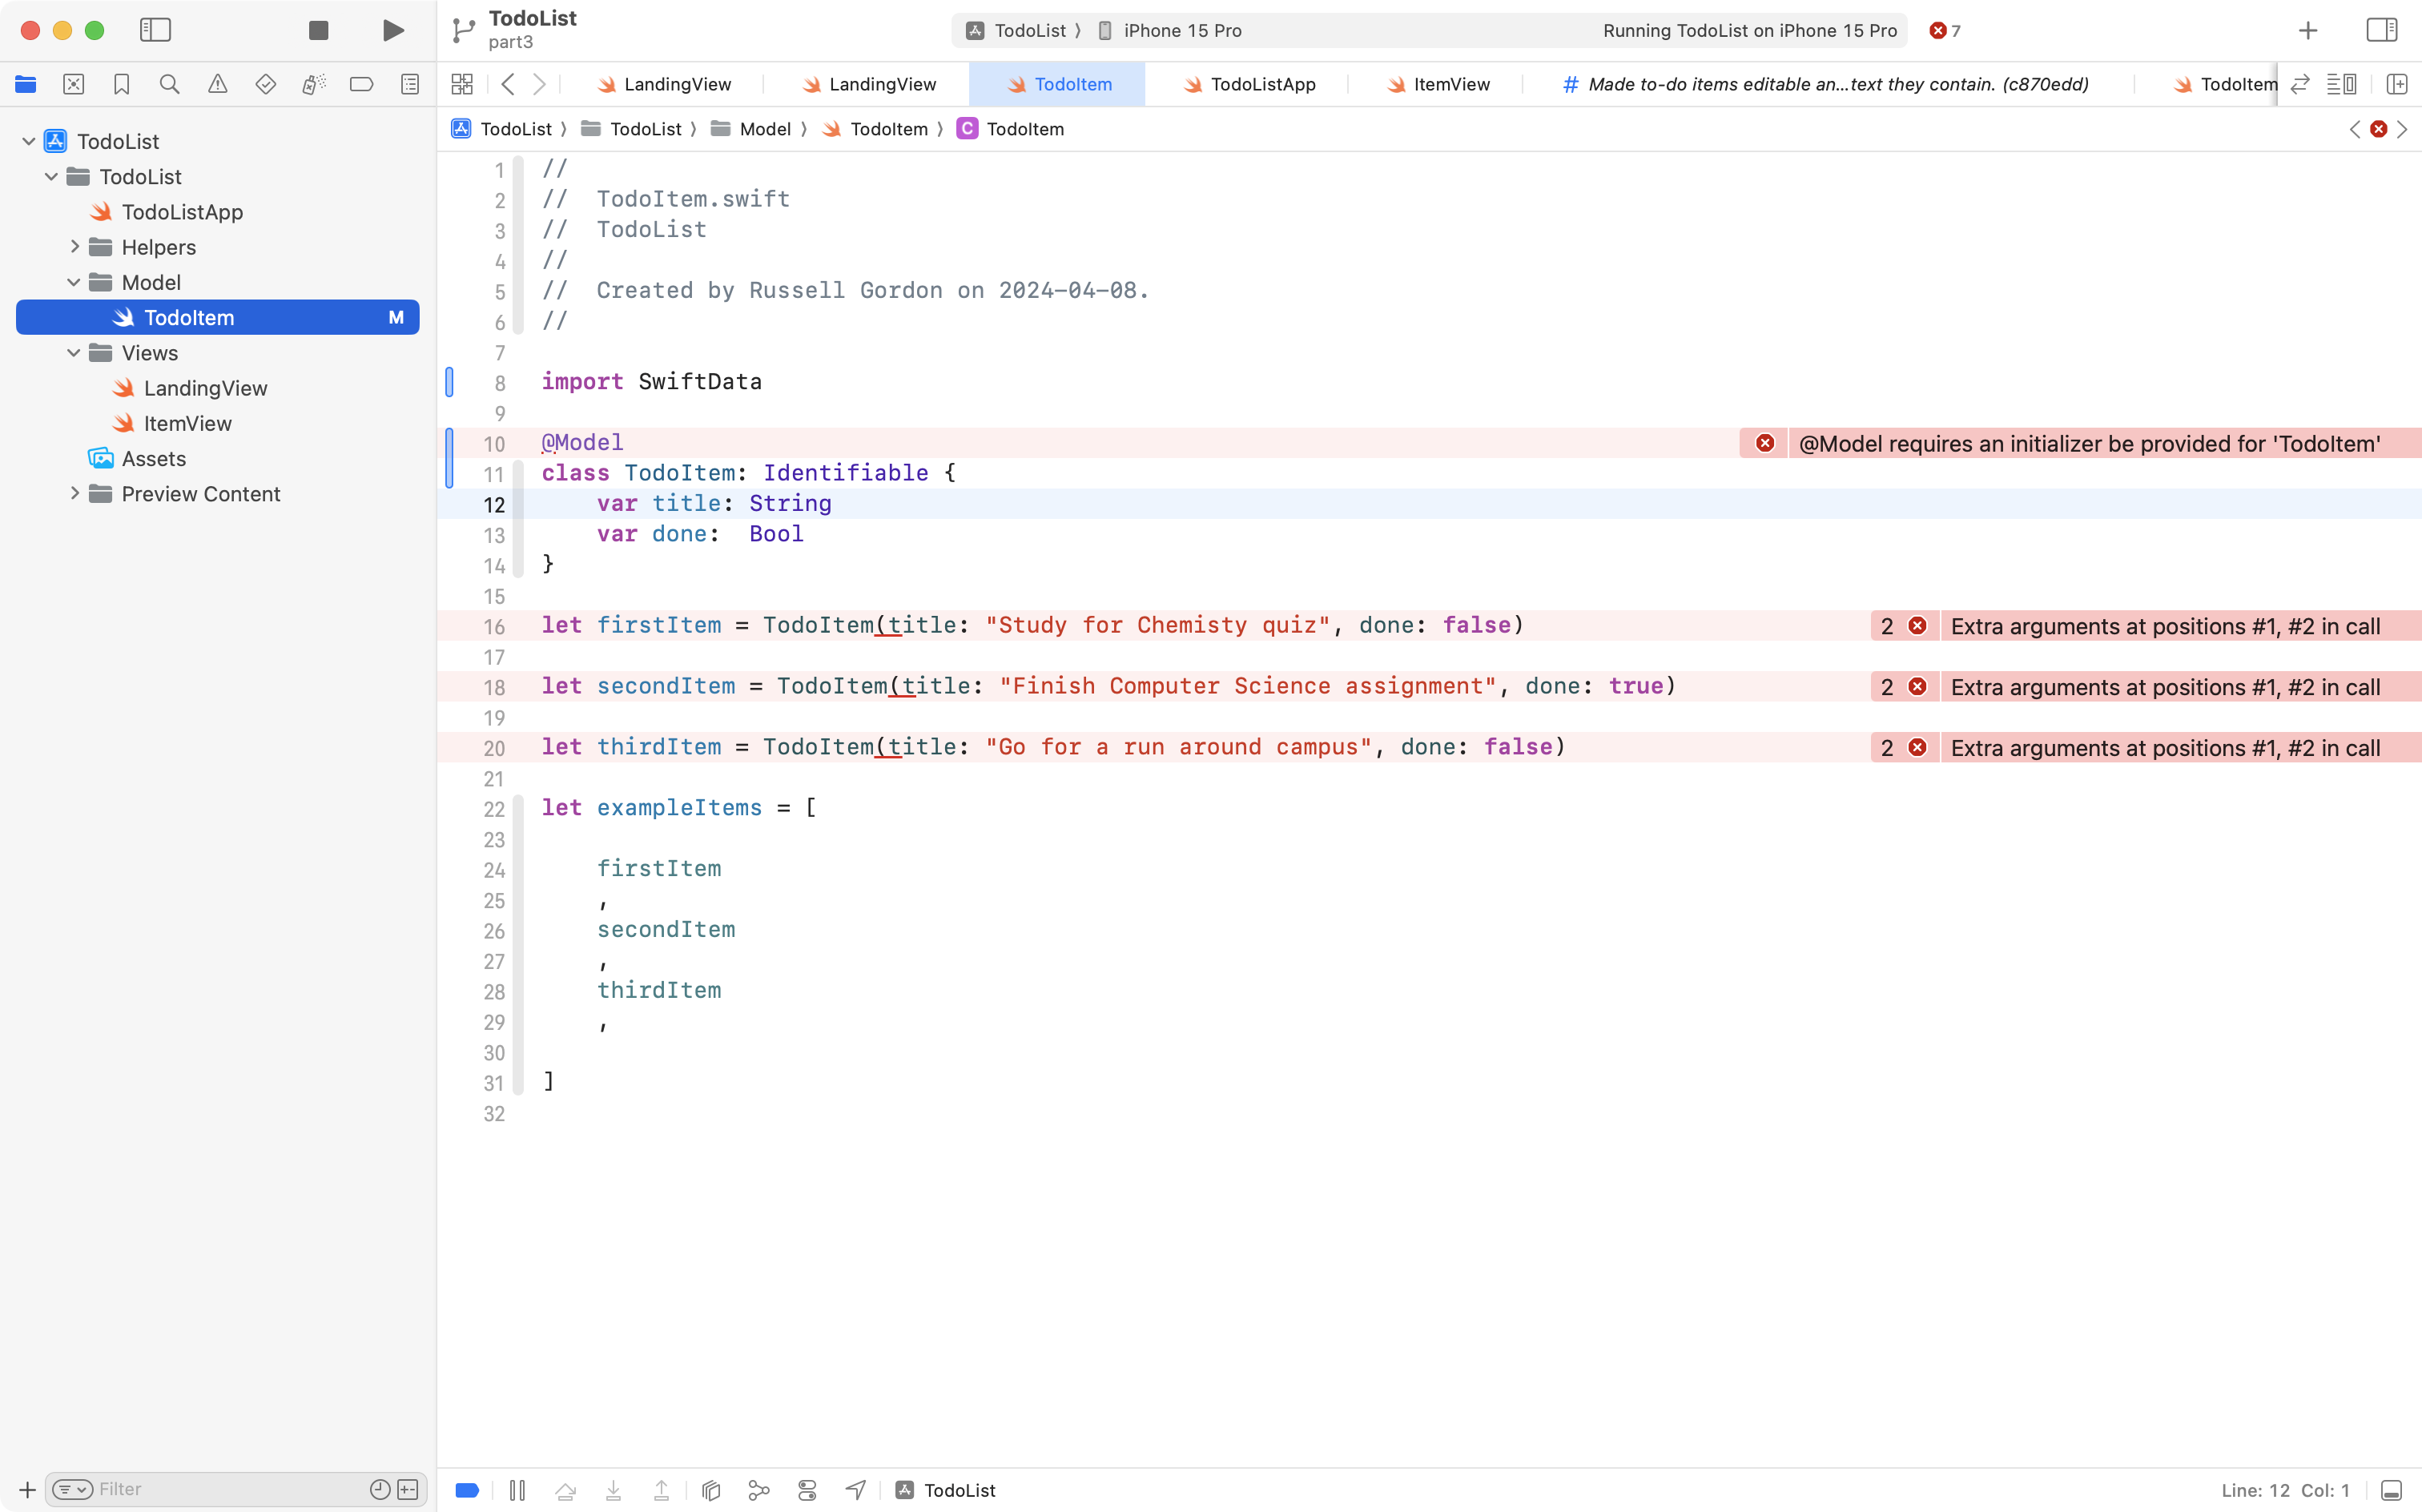 TodoList
part3
TodoList 〉 iPhone 15 Pro
Running TodoList on iPhone 15 Pro
7
LandingView
LandingView
TodoItem
TodoListApp
ItemView
# Made to-do items editable an...text they contain. (c870edd)
TodoItem
TodoList 〉 TodoList 〉 Model 〉 TodoItem 〉 C TodoItem
TodoList
TodoList
TodoListApp
Helpers
Model
TodoItem M
Views
LandingView
ItemView
Assets
Preview Content
1 //
2 //  TodoItem.swift
3 //  TodoList
4 //
5 //  Created by Russell Gordon on 2024-04-08.
6 //
7
8 import SwiftData
9
10 @Model
@Model requires an initializer be provided for 'TodoItem'
11 class TodoItem: Identifiable {
12     var title: String
13     var done:  Bool
14 }
15
16 let firstItem = TodoItem(title: "Study for Chemisty quiz", done: false)
2 Extra arguments at positions #1, #2 in call
17
18 let secondItem = TodoItem(title: "Finish Computer Science assignment", done: true)
2 Extra arguments at positions #1, #2 in call
19
20 let thirdItem = TodoItem(title: "Go for a run around campus", done: false)
2 Extra arguments at positions #1, #2 in call
21
22 let exampleItems = [
23
24     firstItem
25     ,
26     secondItem
27     ,
28     thirdItem
29     ,
30
31 ]
32
Filter
TodoList
Line: 12 Col: 1